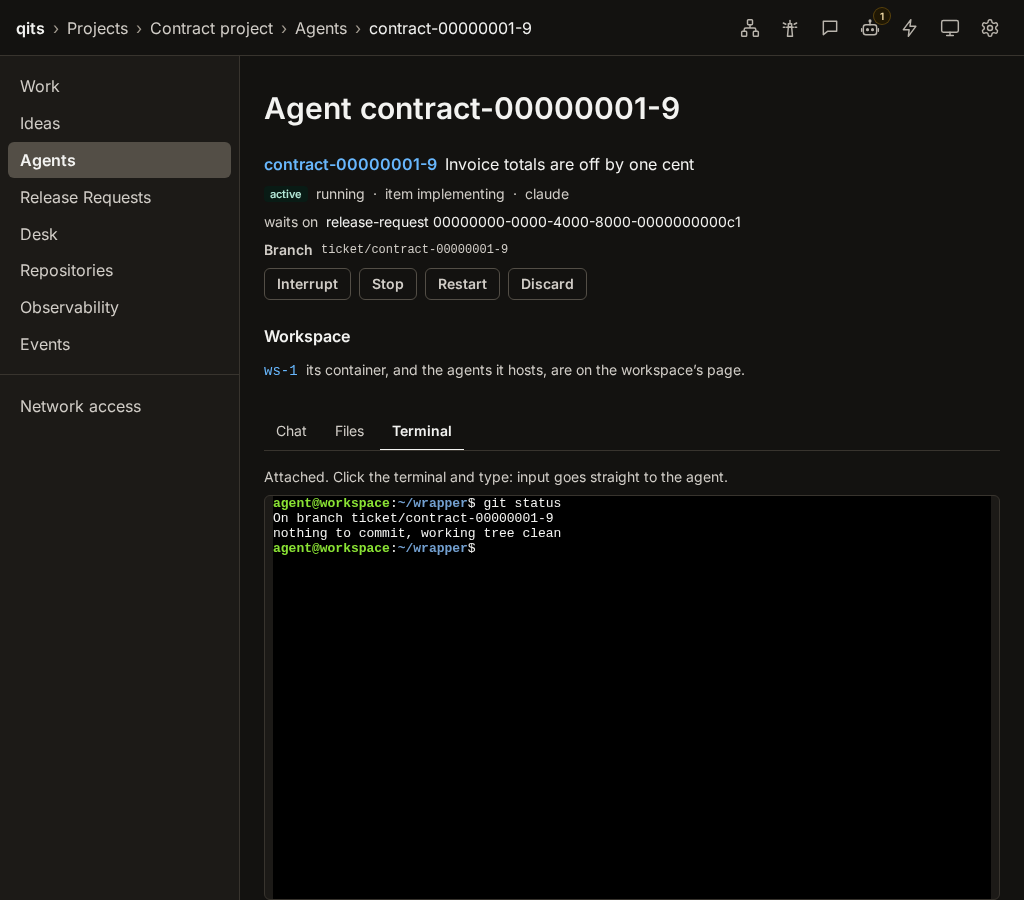 qits › Projects › Contract project › Agents › contract-00000001-9
1
Work
Ideas
Agents
Release Requests
Desk
Repositories
Observability
Events
Network access
Agent contract-00000001-9
contract-00000001-9 Invoice totals are off by one cent
active running · item implementing · claude
waits on release-request 00000000-0000-4000-8000-0000000000c1
Branch ticket/contract-00000001-9
Interrupt Stop Restart Discard
Workspace
ws-1 its container, and the agents it hosts, are on the workspace’s page.
Chat Files Terminal
Attached. Click the terminal and type: input goes straight to the agent.
agent@workspace:~/wrapper$ git status
On branch ticket/contract-00000001-9
nothing to commit, working tree clean
agent@workspace:~/wrapper$